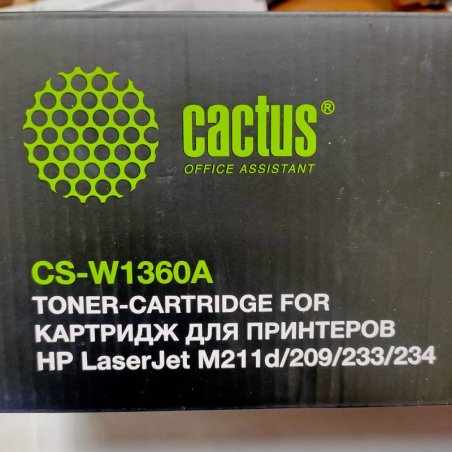 cactus®
OFFICE ASSISTANT
CS-W1360A
TONER-CARTRIDGE FOR
КАРТРИДЖ ДЛЯ ПРИНТЕРОВ
HP LaserJet M211d/209/233/234